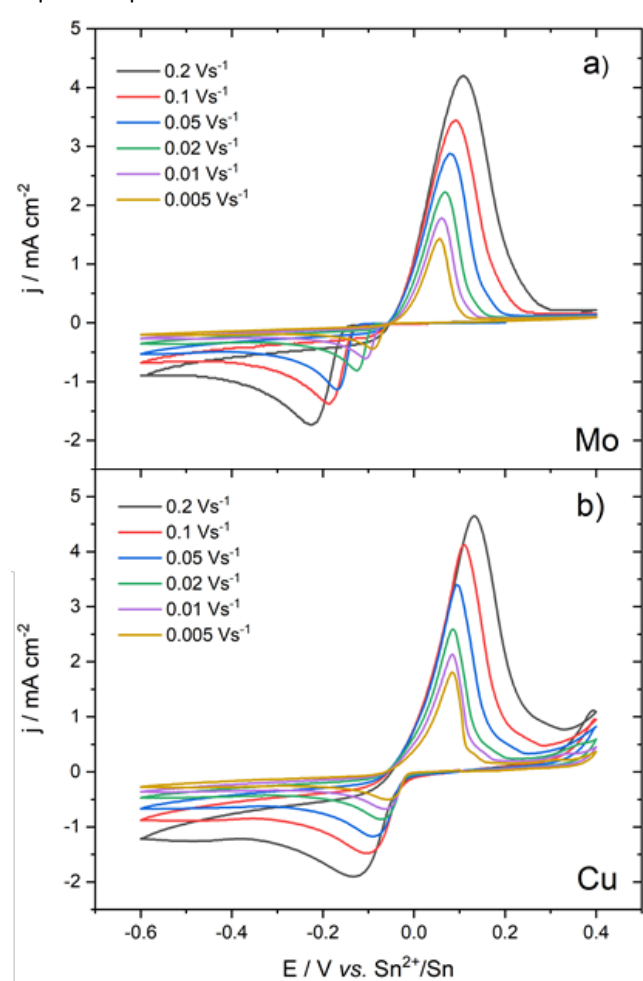 5
4
3
2
1
0
-1
-2
j / mA cm⁻²
0.2 Vs⁻¹
0.1 Vs⁻¹
0.05 Vs⁻¹
0.02 Vs⁻¹
0.01 Vs⁻¹
0.005 Vs⁻¹
a)
Mo
5
4
3
2
1
0
-1
-2
j / mA cm⁻²
0.2 Vs⁻¹
0.1 Vs⁻¹
0.05 Vs⁻¹
0.02 Vs⁻¹
0.01 Vs⁻¹
0.005 Vs⁻¹
b)
Cu
-0.6 -0.4 -0.2 0.0 0.2 0.4
E / V vs. Sn²⁺/Sn